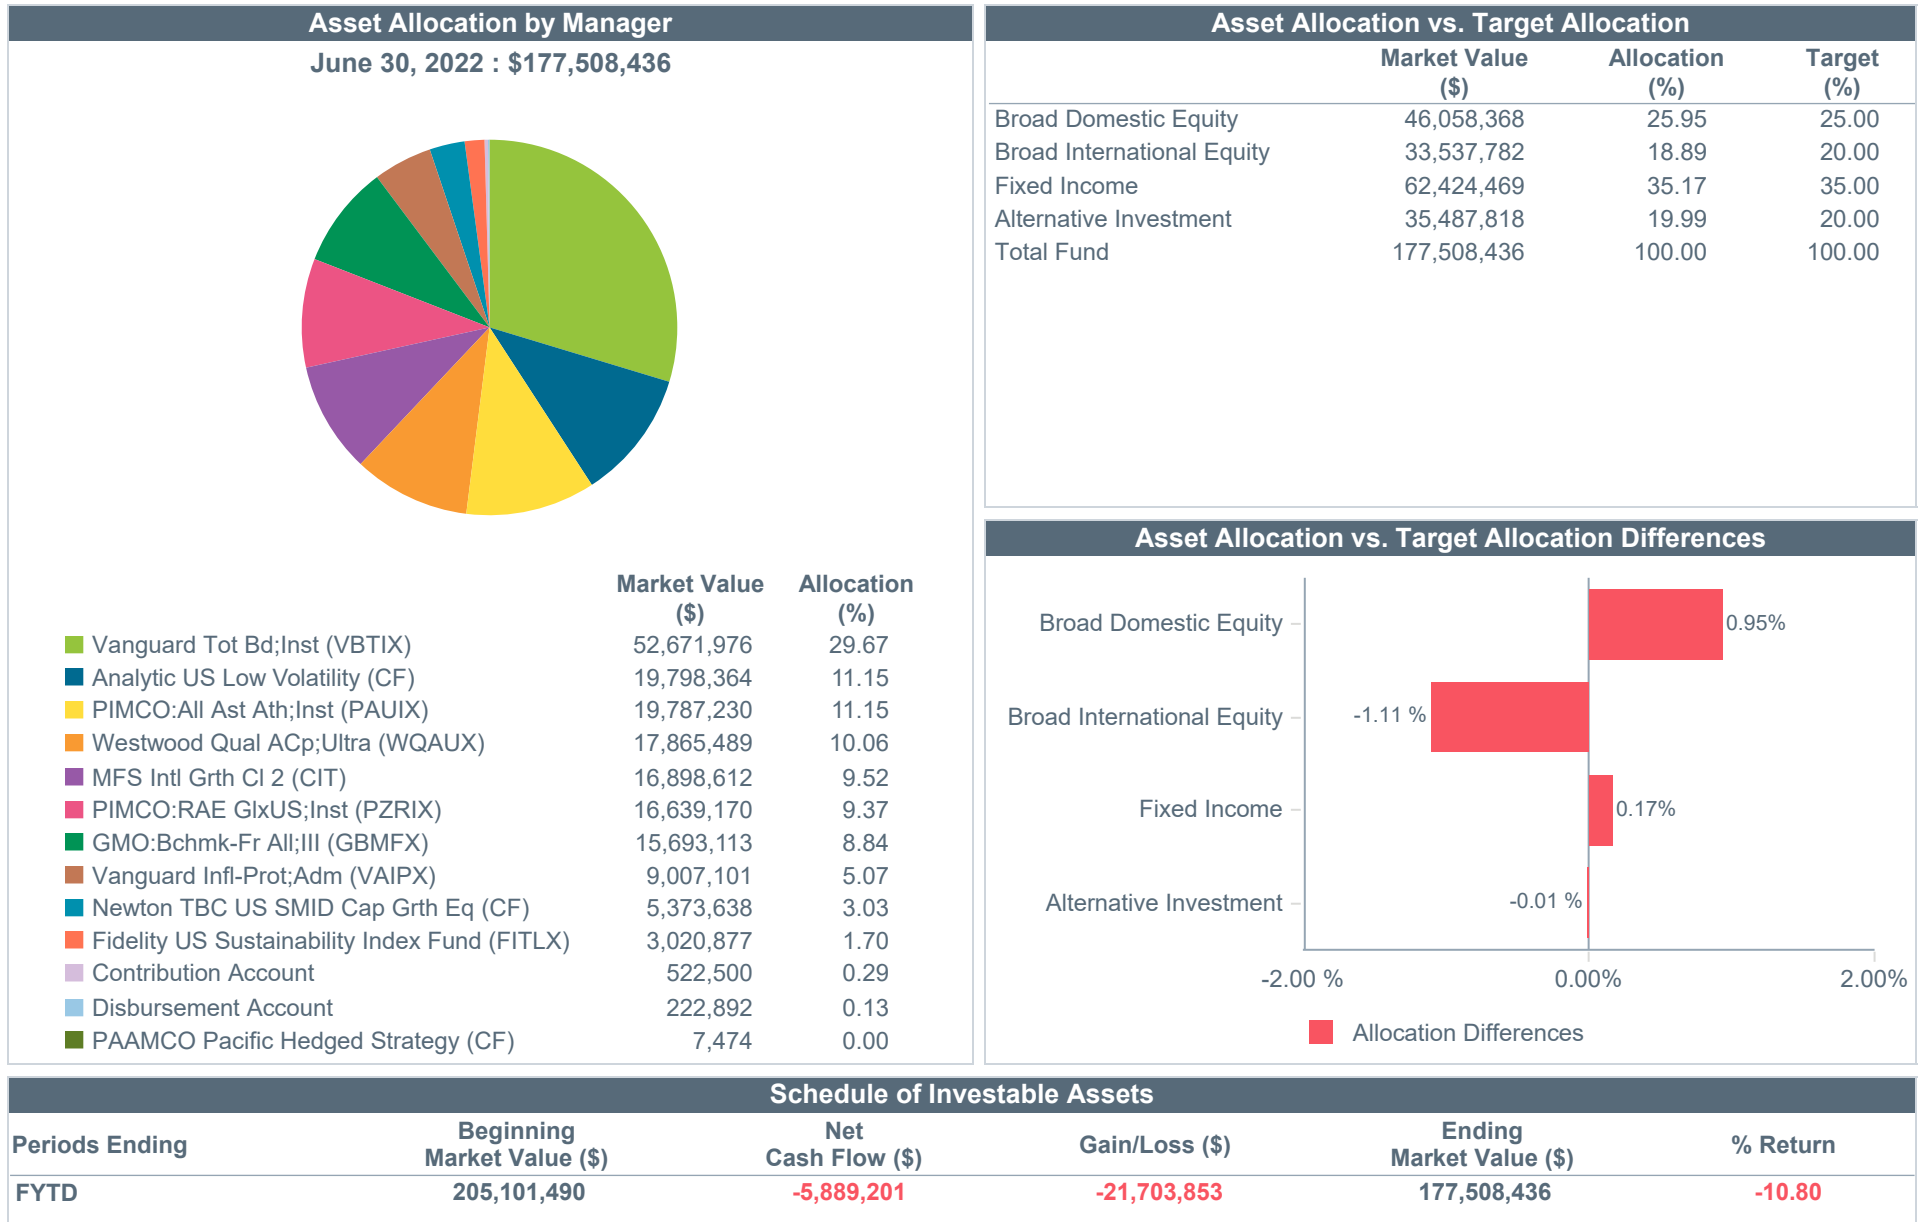 Asset Allocation by Manager
June 30, 2022 : $177,508,436
Market Value Allocation
($) (%)
Vanguard Tot Bd;Inst (VBTIX) 52,671,976 29.67
Analytic US Low Volatility (CF) 19,798,364 11.15
PIMCO:All Ast Ath;Inst (PAUIX) 19,787,230 11.15
Westwood Qual ACp;Ultra (WQAUX) 17,865,489 10.06
MFS Intl Grth Cl 2 (CIT) 16,898,612 9.52
PIMCO:RAE GlxUS;Inst (PZRIX) 16,639,170 9.37
GMO:Bchmk-Fr All;III (GBMFX) 15,693,113 8.84
Vanguard Infl-Prot;Adm (VAIPX) 9,007,101 5.07
Newton TBC US SMID Cap Grth Eq (CF) 5,373,638 3.03
Fidelity US Sustainability Index Fund (FITLX) 3,020,877 1.70
Contribution Account 522,500 0.29
Disbursement Account 222,892 0.13
PAAMCO Pacific Hedged Strategy (CF) 7,474 0.00
Asset Allocation vs. Target Allocation
Market Value Allocation Target
($) (%) (%)
Broad Domestic Equity 46,058,368 25.95 25.00
Broad International Equity 33,537,782 18.89 20.00
Fixed Income 62,424,469 35.17 35.00
Alternative Investment 35,487,818 19.99 20.00
Total Fund 177,508,436 100.00 100.00
Asset Allocation vs. Target Allocation Differences
Broad Domestic Equity 0.95%
Broad International Equity -1.11 %
Fixed Income 0.17%
Alternative Investment -0.01 %
-2.00 % 0.00% 2.00%
Allocation Differences
Schedule of Investable Assets
Periods Ending Beginning Market Value ($) Net Cash Flow ($) Gain/Loss ($) Ending Market Value ($) % Return
FYTD 205,101,490 -5,889,201 -21,703,853 177,508,436 -10.80